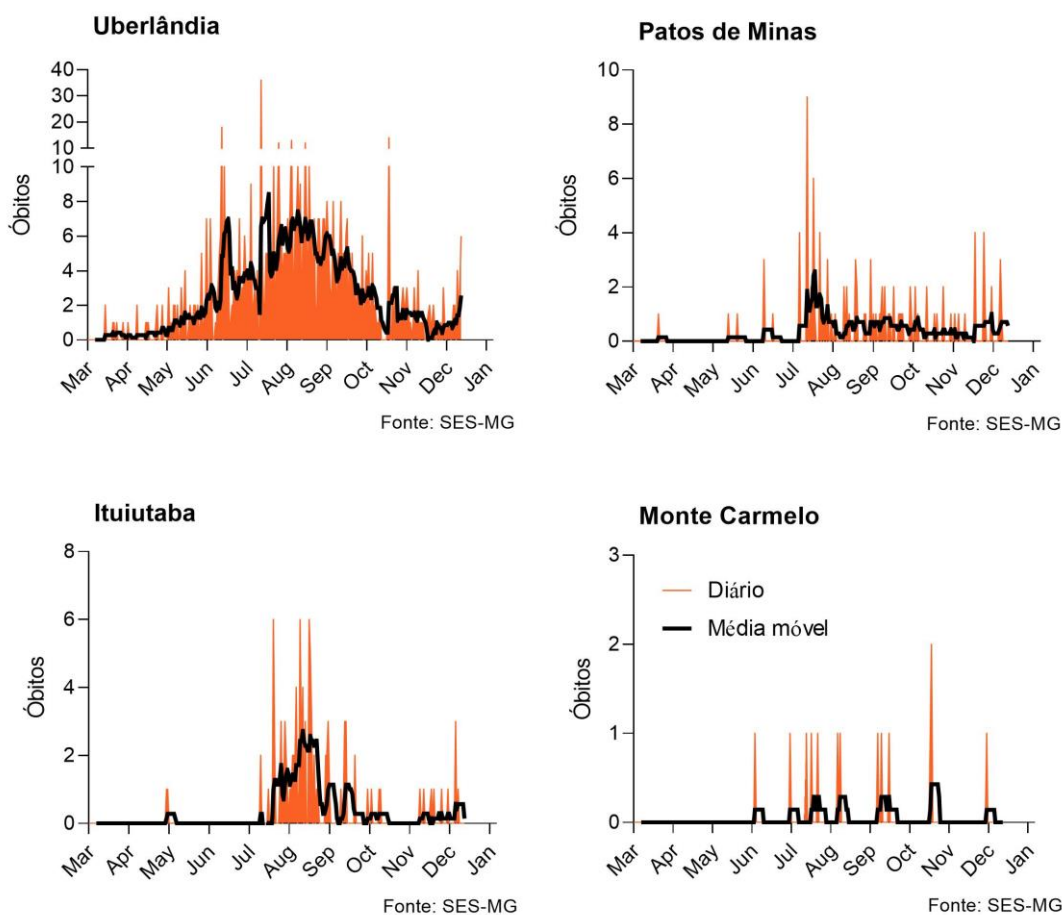 Uberlândia
Óbitos
40
30
20
10
10
8
6
4
2
0
Mar
Apr
May
Jun
Jul
Aug
Sep
Oct
Nov
Dec
Jan
Fonte: SES-MG
Patos de Minas
Óbitos
10
8
6
4
2
0
Mar
Apr
May
Jun
Jul
Aug
Sep
Oct
Nov
Dec
Jan
Fonte: SES-MG
Ituiutaba
Óbitos
8
6
4
2
0
Mar
Apr
May
Jun
Jul
Aug
Sep
Oct
Nov
Dec
Jan
Fonte: SES-MG
Monte Carmelo
Óbitos
3
2
1
0
Diário
Média móvel
Mar
Apr
May
Jun
Jul
Aug
Sep
Oct
Nov
Dec
Jan
Fonte: SES-MG